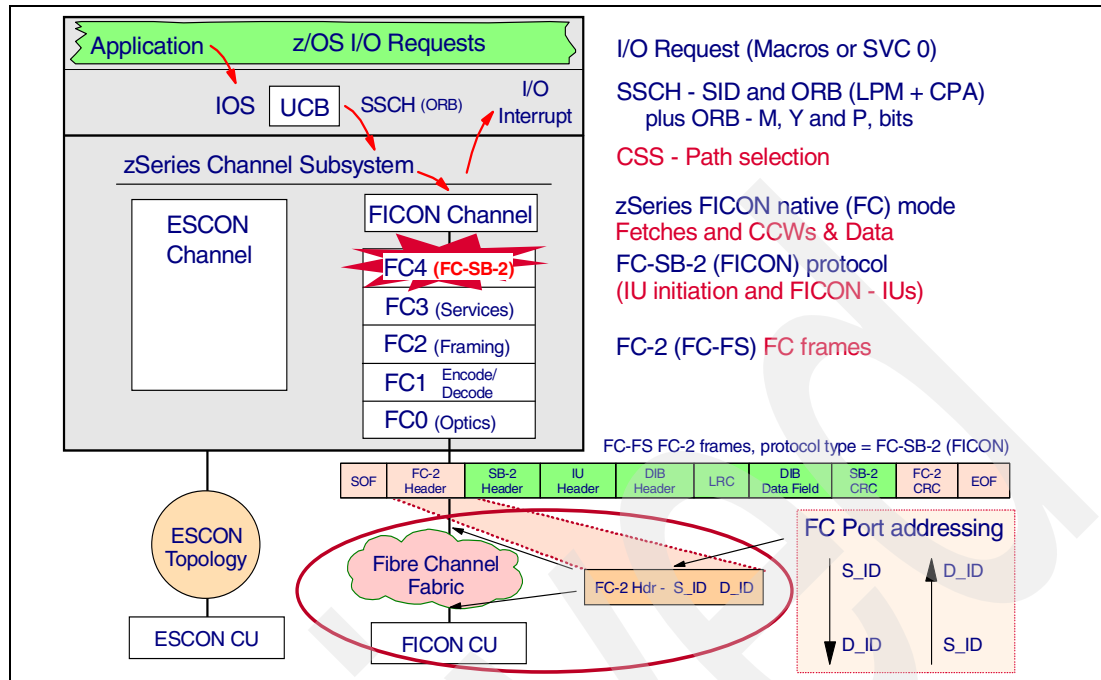 Application
z/OS I/O Requests
IOS
UCB
SSCH (ORB)
I/O
Interrupt
zSeries Channel Subsystem
ESCON
Channel
FICON Channel
FC4 (FC-SB-2)
FC3 (Services)
FC2 (Framing)
FC1 Encode/
Decode
FC0 (Optics)
I/O Request (Macros or SVC 0)
SSCH - SID and ORB (LPM + CPA)
plus ORB - M, Y and P, bits
CSS - Path selection
zSeries FICON native (FC) mode
Fetches and CCWs & Data
FC-SB-2 (FICON) protocol
(IU initiation and FICON - IUs)
FC-2 (FC-FS) FC frames
FC-FS FC-2 frames, protocol type = FC-SB-2 (FICON)
SOF
FC-2
Header
SB-2
Header
IU
Header
DIB
Header
LRC
DIB
Data Field
SB-2
CRC
FC-2
CRC
EOF
ESCON
Topology
ESCON CU
Fibre Channel
Fabric
FC-2 Hdr - S_ID D_ID
FICON CU
FC Port addressing
S_ID
D_ID
D_ID
S_ID